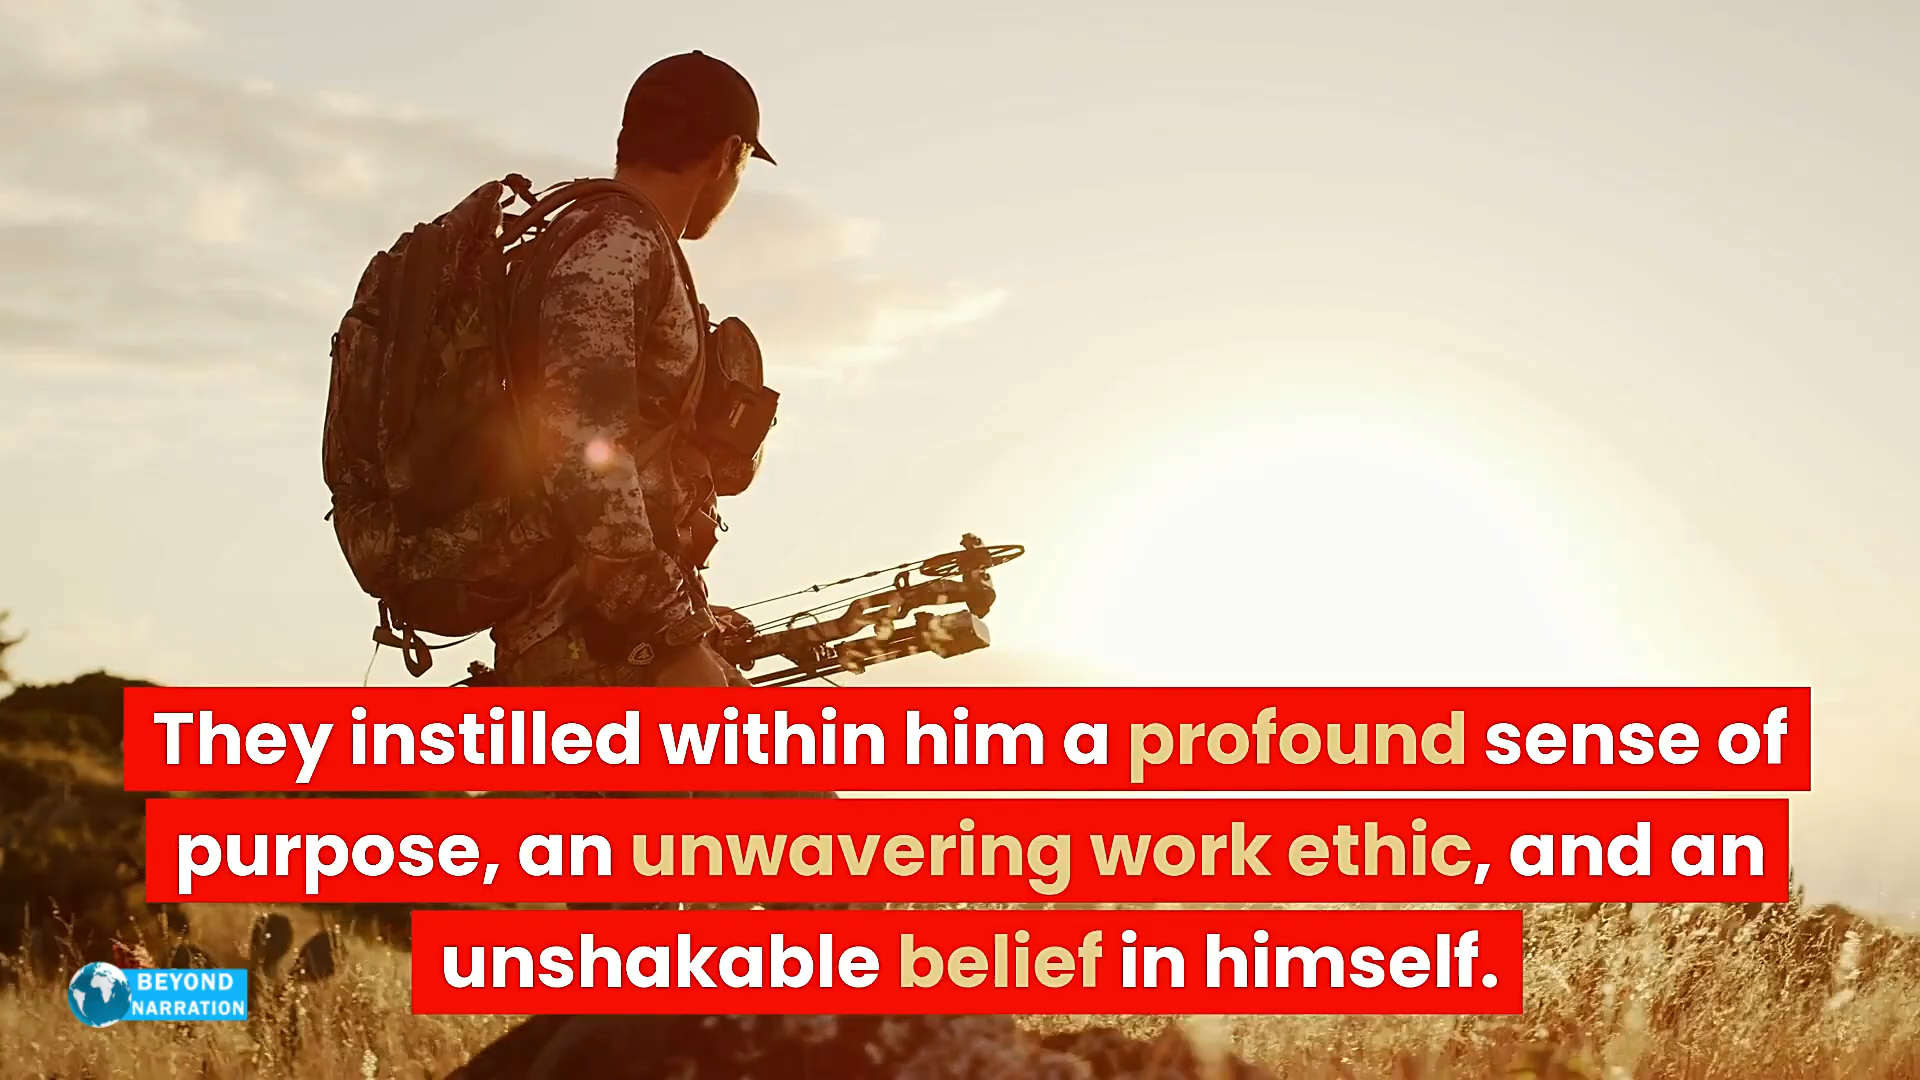 They instilled within him a profound sense of
purpose, an unwavering work ethic, and an
unshakable belief in himself.
BEYOND
NARRATION